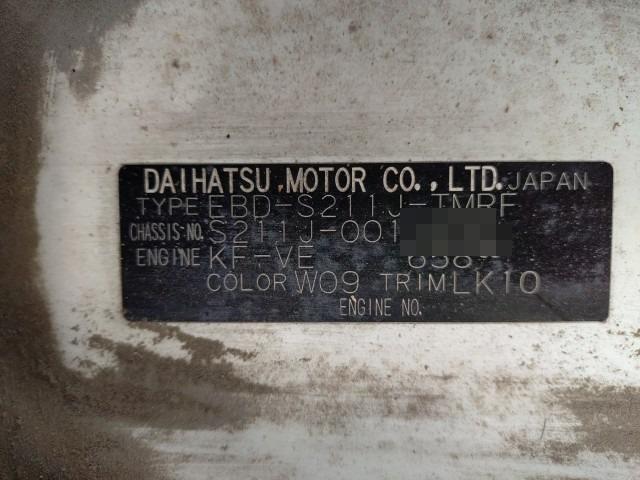 DAIHATSU MOTOR CO., LTD. JAPAN
TYPE EBD-S211J-TMRF
CHASSIS NO. S211J-001
ENGINE KF-VE 658
COLOR W09 TRIM LK10
ENGINE NO.